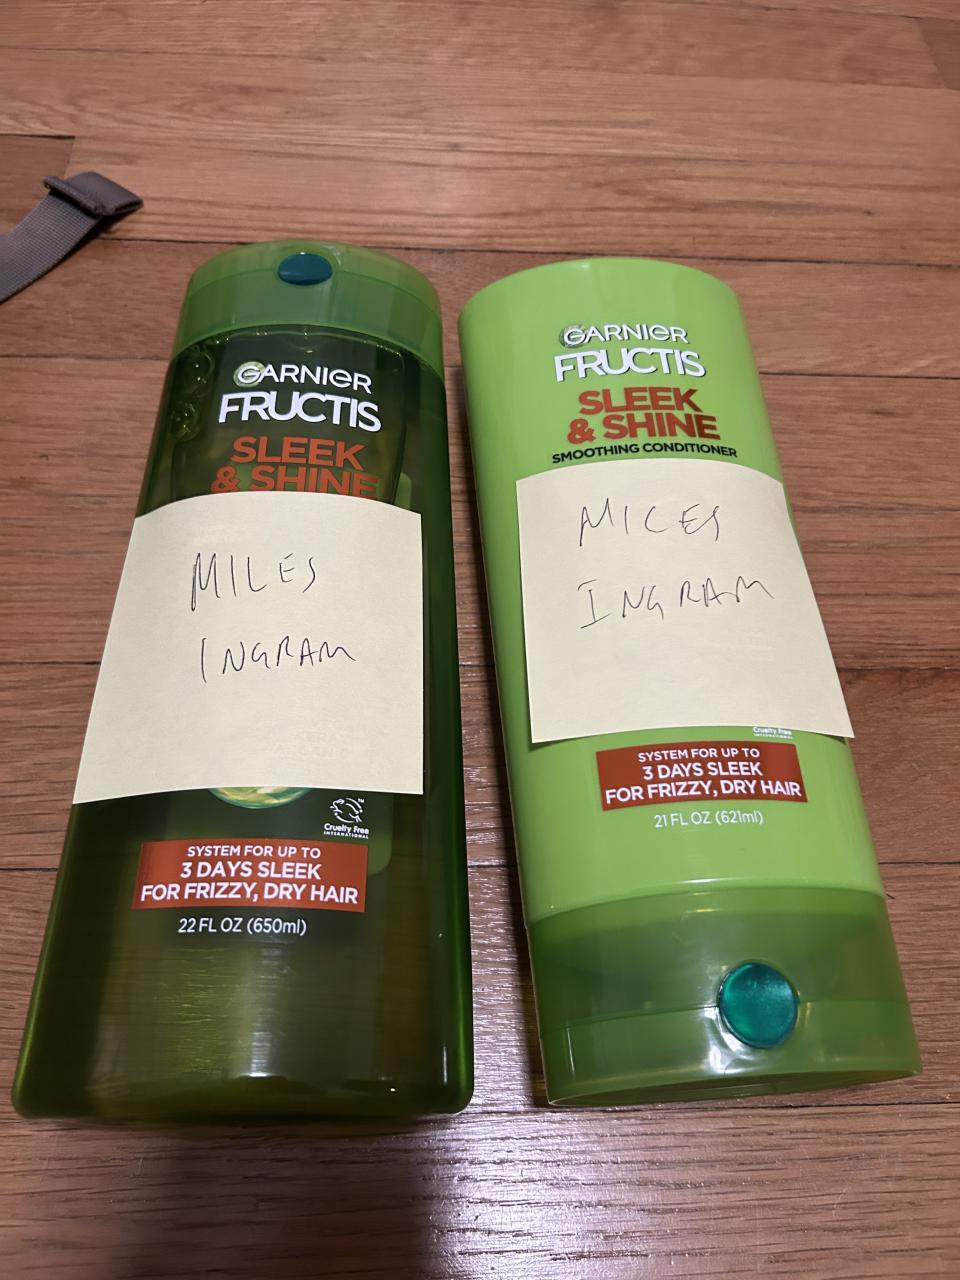 GARNIER
FRUCTIS
SLEEK
& SHINE
MILES
INGRAM
Cruelty Free
INTERNATIONAL
SYSTEM FOR UP TO
3 DAYS SLEEK
FOR FRIZZY, DRY HAIR
22 FL OZ (650ml)
GARNIER
FRUCTIS
SLEEK
& SHINE
SMOOTHING CONDITIONER
MILES
INGRAM
Cruelty Free
INTERNATIONAL
SYSTEM FOR UP TO
3 DAYS SLEEK
FOR FRIZZY, DRY HAIR
21 FL OZ (621ml)